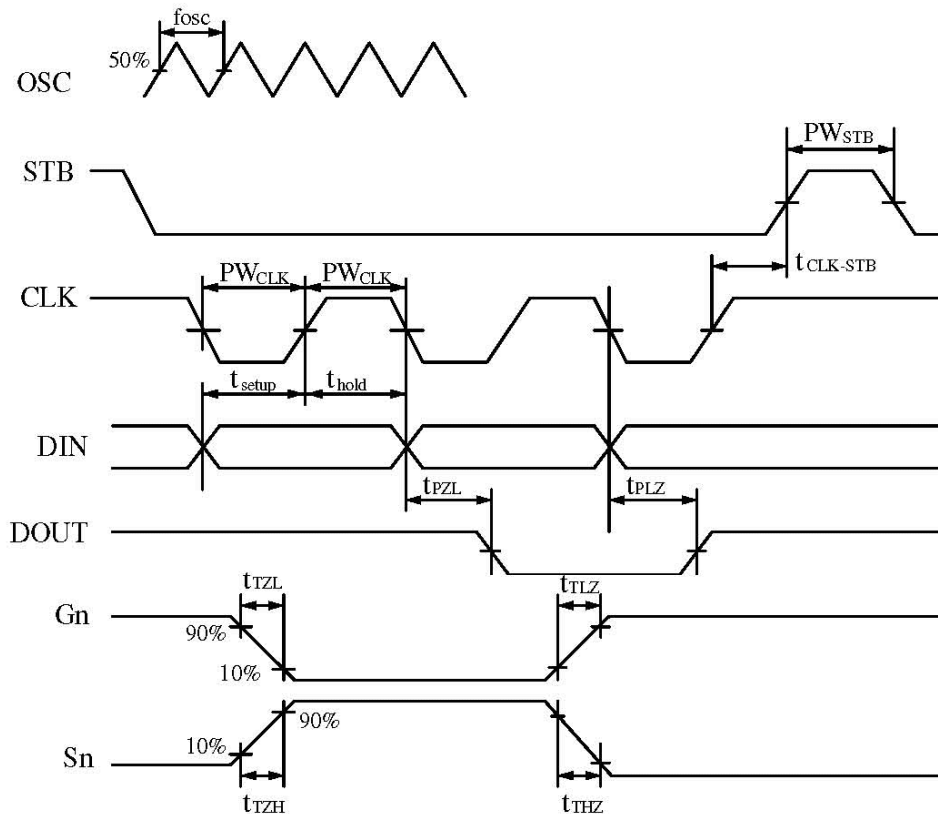 fosc
50%
OSC
PWSTB
STB
tCLK-STB
PWCLK PWCLK
CLK
tsetup thold
DIN
tPZL tPLZ
DOUT
tTZL tTLZ
Gn
90%
10%
90%
10%
Sn
tTZH tTHZ